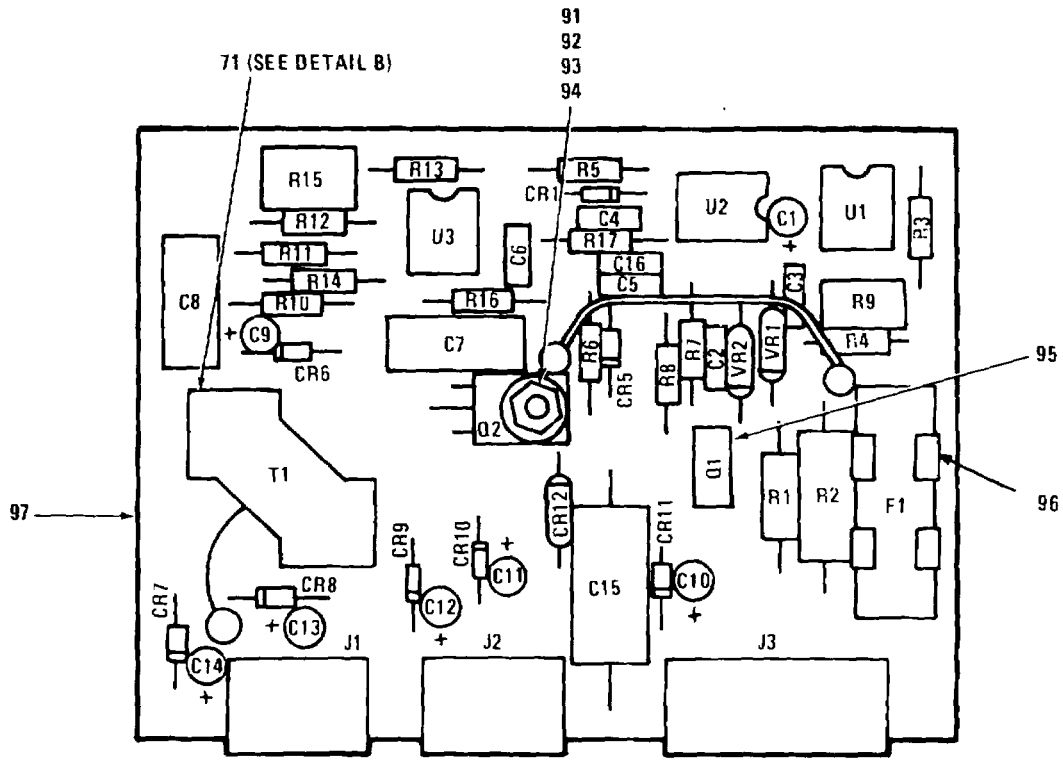 91
92
93
94
71 (SEE DETAIL B)
R13
R5
CR1
R15
U2
C1
+
U1
R3
R12
U3
C4
R17
C6
R11
C16
C8
R14
C5
C3
R10
R16
R9
+
C9
C7
R6
R7
C2
VR2
VR1
R4
CR6
CR5
R8
95
Q2
T1
Q1
R1
R2
F1
96
97
CR9
CR10
+
C11
CR12
CR11
C15
C10
+
CR7
CR8
C12
+
+
C13
C14
+
J1
J2
J3